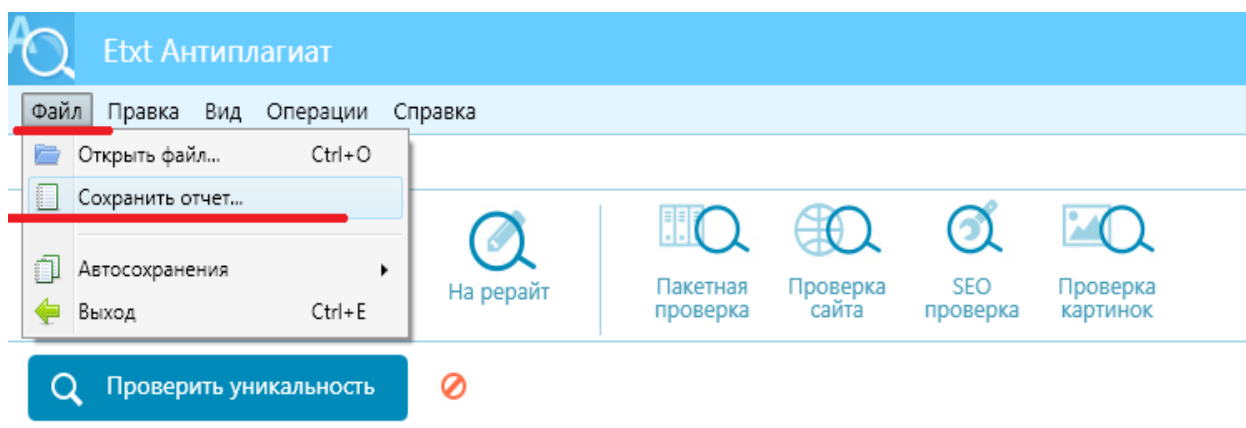 Etxt Антиплагиат
Файл Правка Вид Операции Справка
Открыть файл... Ctrl+O
Сохранить отчет...
Автосохранения
Выход Ctrl+E
На рерайт
Пакетная
проверка
Проверка
сайта
SEO
проверка
Проверка
картинок
Проверить уникальность